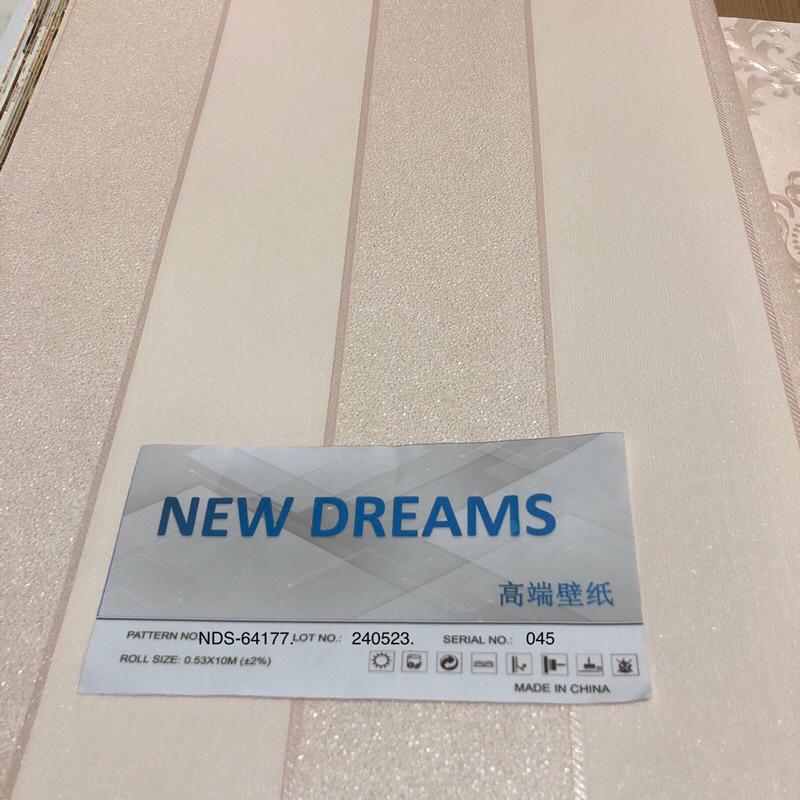 NEW DREAMS
高端壁纸
PATTERN NO NDS-64177. LOT NO.: 240523. SERIAL NO.: 045
ROLL SIZE: 0.53X10M (±2%)
MADE IN CHINA